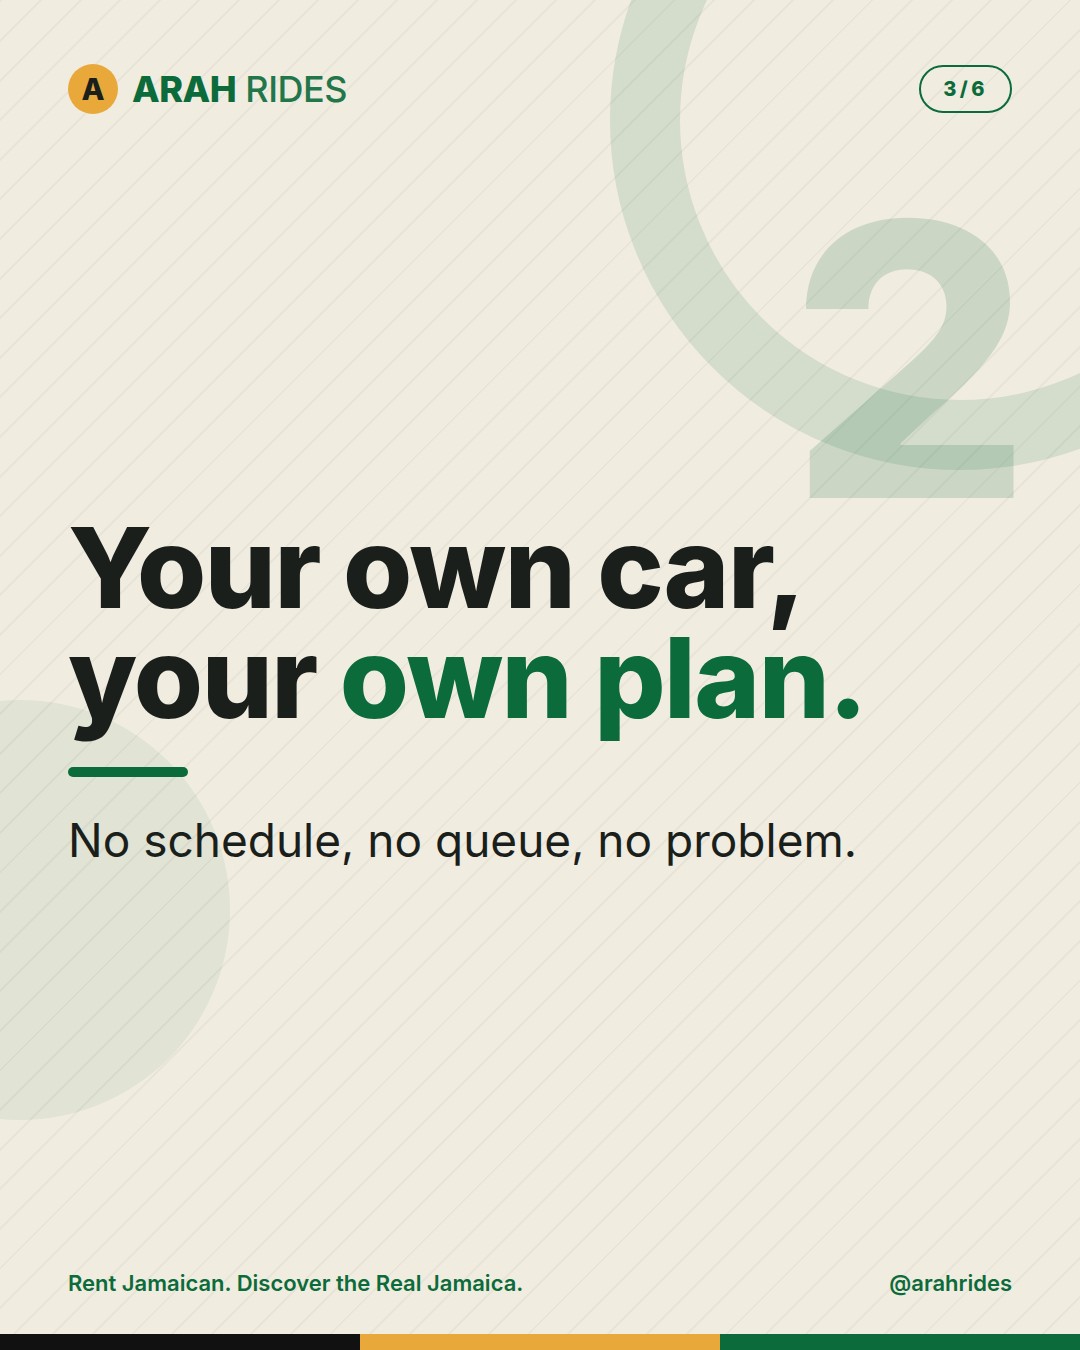 A ARAH RIDES
3/6
2
Your own car,
your own plan.
No schedule, no queue, no problem.
Rent Jamaican. Discover the Real Jamaica.
@arahrides